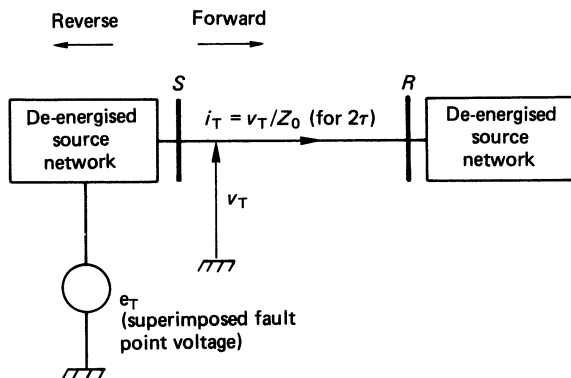 Reverse
Forward
S
R
De-energised
source
network
i_T = v_T/Z_0 (for 2τ)
De-energised
source
network
v_T
e_T
(superimposed fault
point voltage)